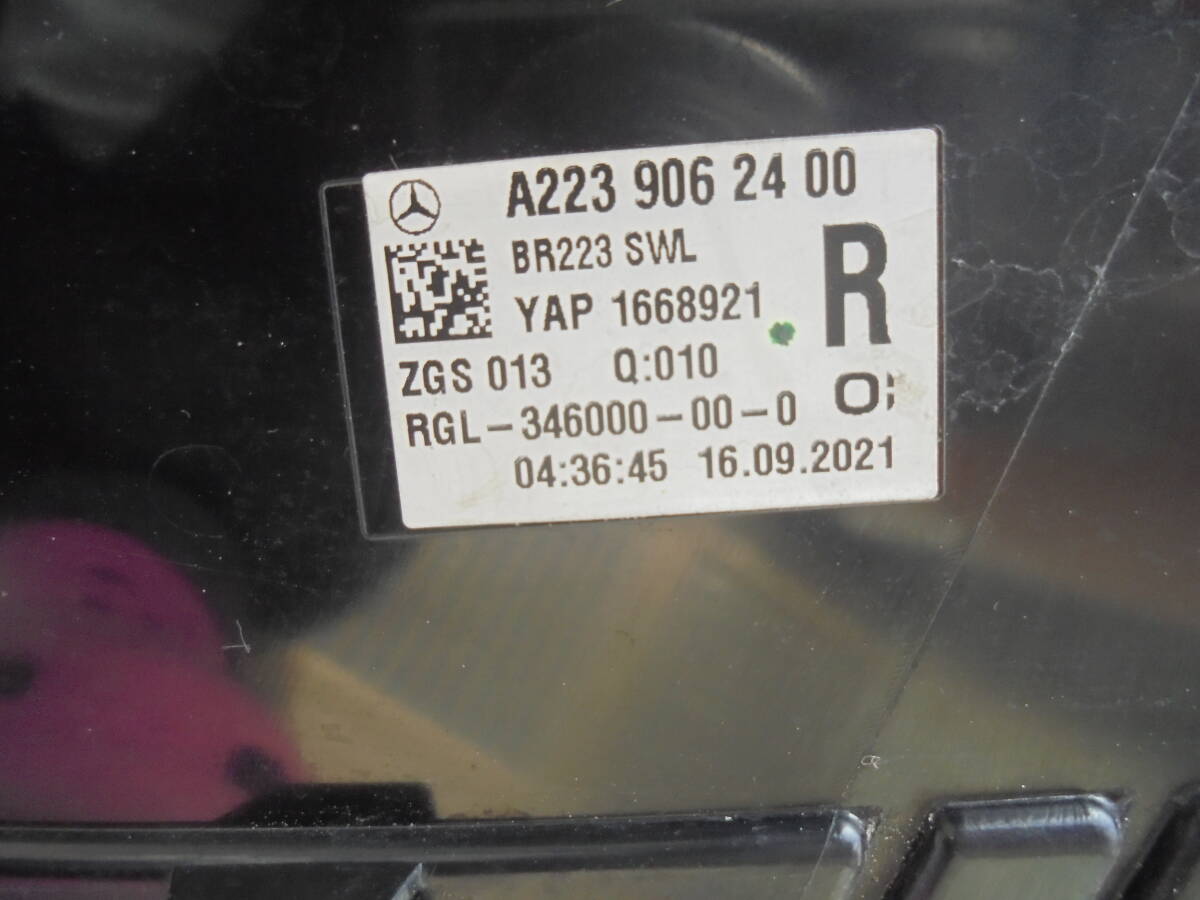 A223 906 24 00
BR223 SWL
YAP 1668921
R
ZGS 013 Q:010
RGL-346000-00-0
04:36:45 16.09.2021